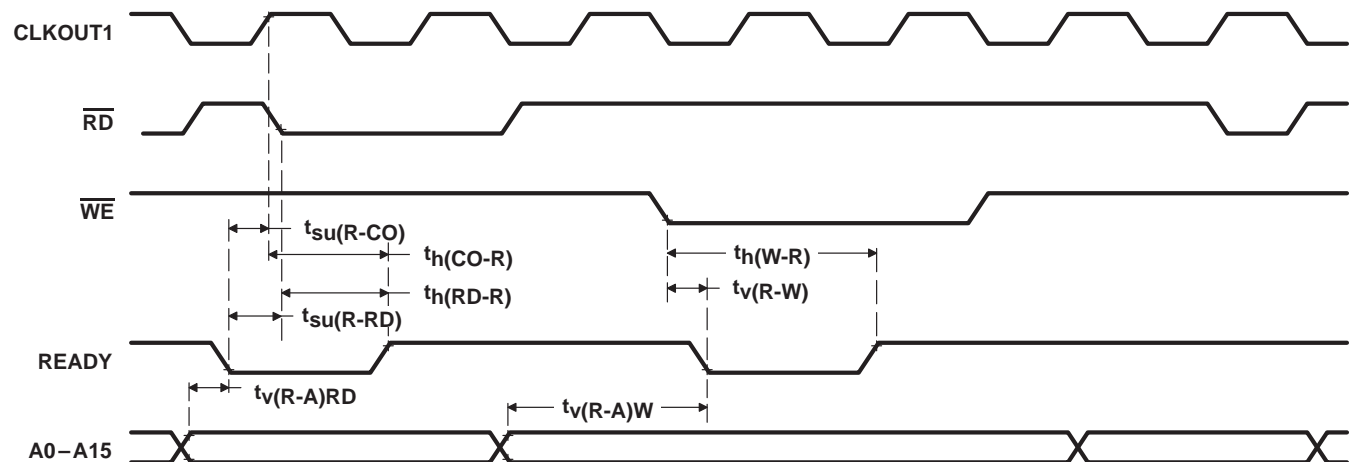 CLKOUT1
RD
WE
tsu(R-CO)
th(CO-R)
th(W-R)
th(RD-R)
tv(R-W)
tsu(R-RD)
READY
tv(R-A)RD
tv(R-A)W
A0–A15